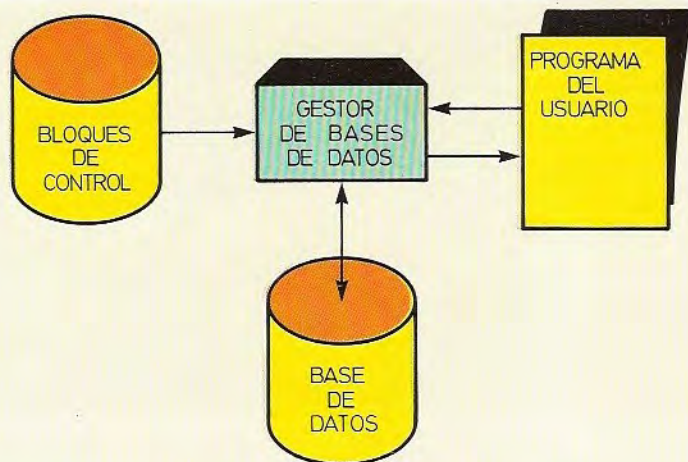 BLOQUES
DE
CONTROL
GESTOR
DE BASES
DE DATOS
PROGRAMA
DEL
USUARIO
BASE
DE
DATOS